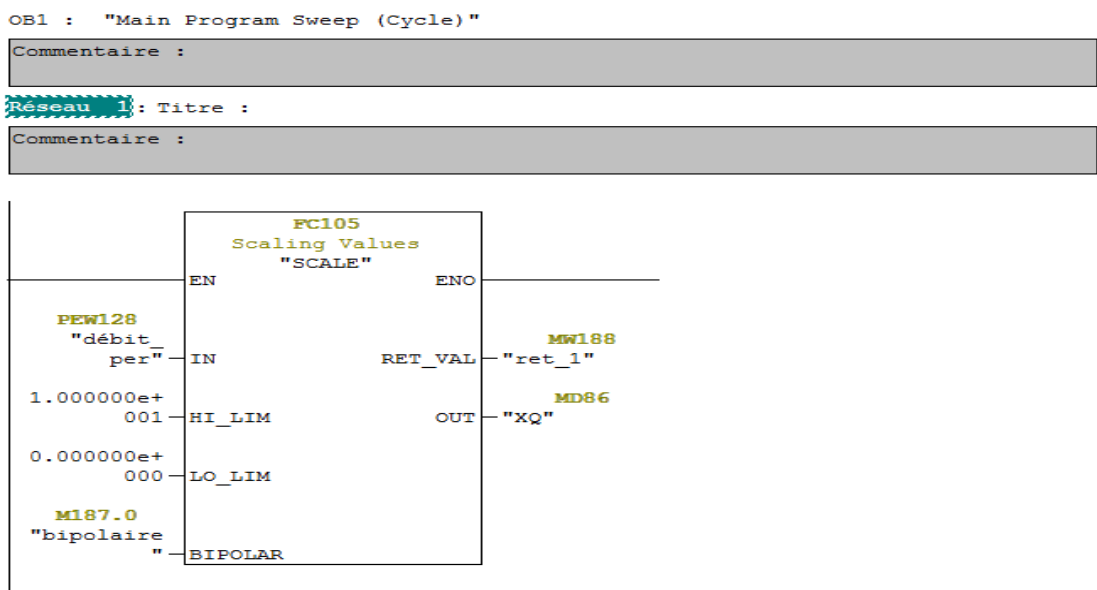 OB1 : "Main Program Sweep (Cycle)"
Commentaire :
Réseau 1: Titre :
Commentaire :
FC105
Scaling Values
"SCALE"
EN ENO
PEW128
"débit_
per" IN
MW188
RET_VAL "ret_1"
1.000000e+
001 HI_LIM
MD86
OUT "XQ"
0.000000e+
000 LO_LIM
M187.0
"bipolaire
" BIPOLAR